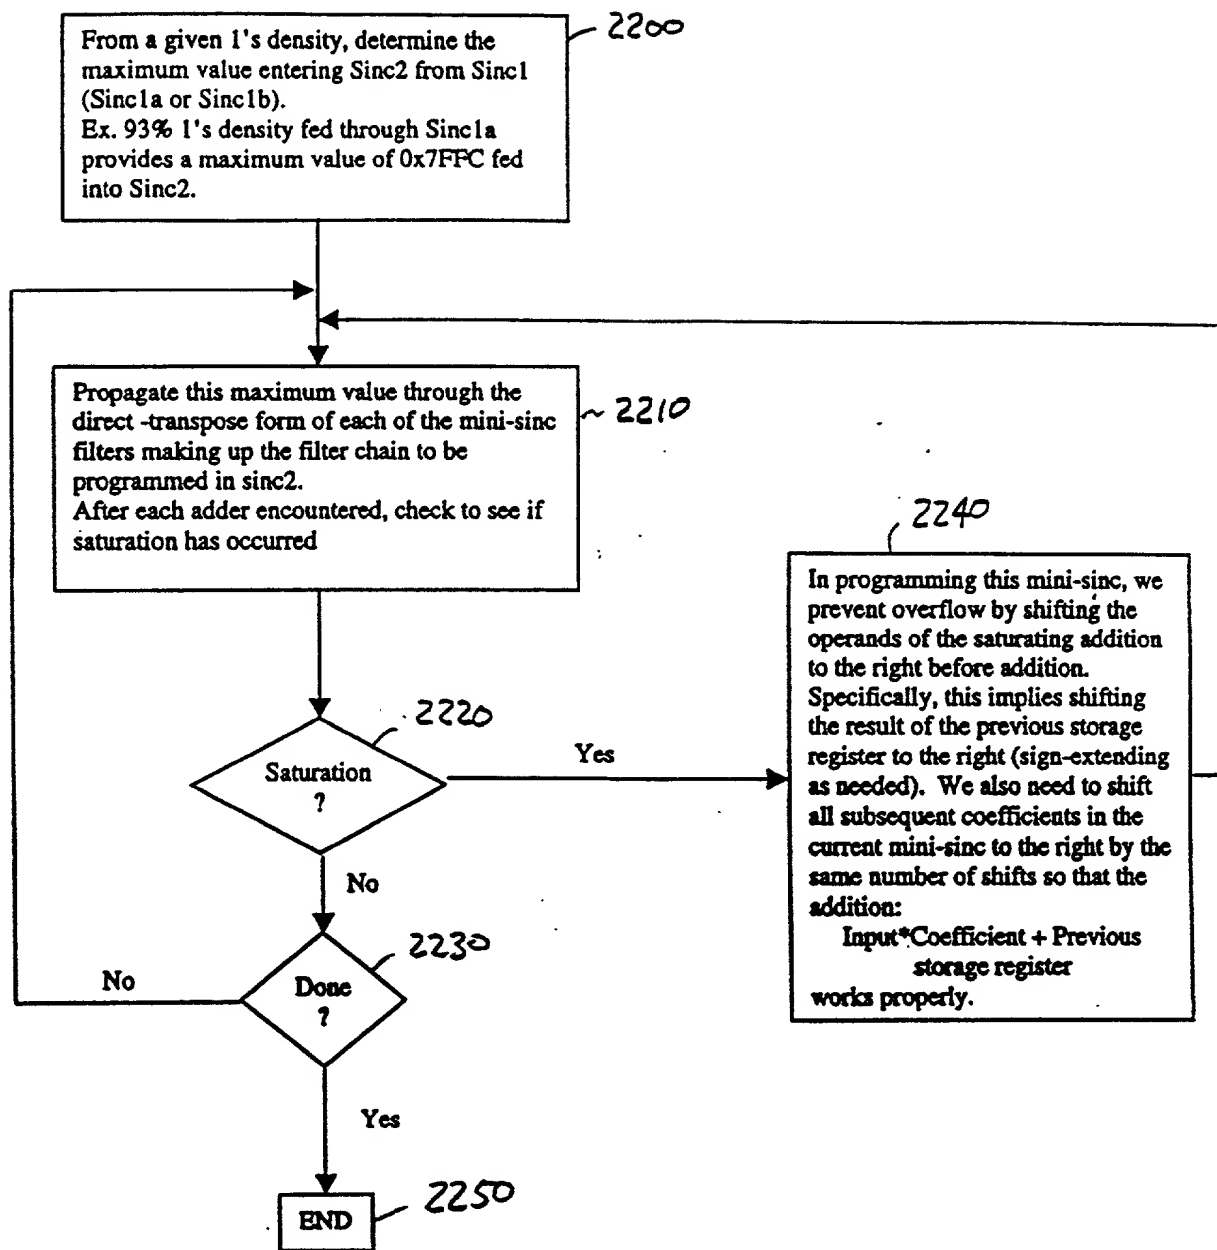 2200
From a given 1's density, determine the
maximum value entering Sinc2 from Sinc1
(Sinc1a or Sinc1b).
Ex. 93% 1's density fed through Sinc1a
provides a maximum value of 0x7FFC fed
into Sinc2.
2210
Propagate this maximum value through the
direct -transpose form of each of the mini-sinc
filters making up the filter chain to be
programmed in sinc2.
After each adder encountered, check to see if
saturation has occurred
2220
Saturation
?
Yes
No
2240
In programming this mini-sinc, we
prevent overflow by shifting the
operands of the saturating addition
to the right before addition.
Specifically, this implies shifting
the result of the previous storage
register to the right (sign-extending
as needed). We also need to shift
all subsequent coefficients in the
current mini-sinc to the right by the
same number of shifts so that the
addition:
Input*Coefficient + Previous
storage register
works properly.
2230
Done
?
No
Yes
2250
END